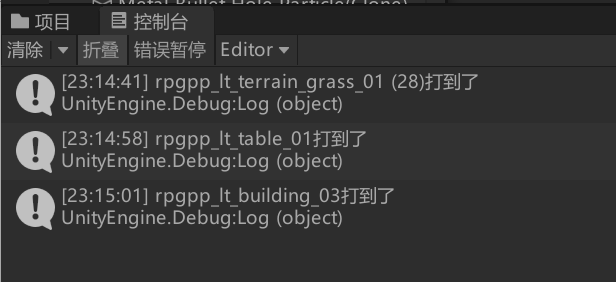 Metal Bullet Hole Particle(Clone)
项目 控制台
清除 折叠 错误暂停 Editor
[23:14:41] rpgpp_lt_terrain_grass_01 (28)打到了
UnityEngine.Debug:Log (object)
[23:14:58] rpgpp_lt_table_01打到了
UnityEngine.Debug:Log (object)
[23:15:01] rpgpp_lt_building_03打到了
UnityEngine.Debug:Log (object)